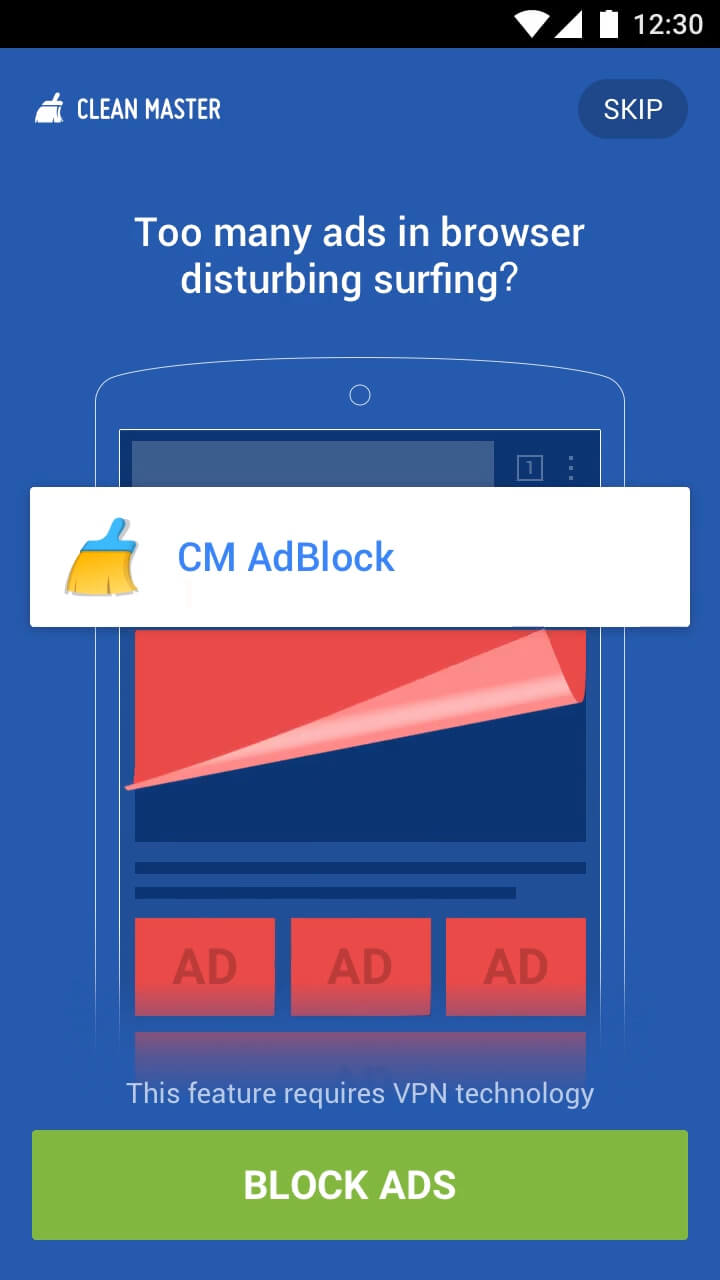 12:30
CLEAN MASTER
SKIP
Too many ads in browser
disturbing surfing?
1
CM AdBlock
AD AD AD
AD
This feature requires VPN technology
BLOCK ADS